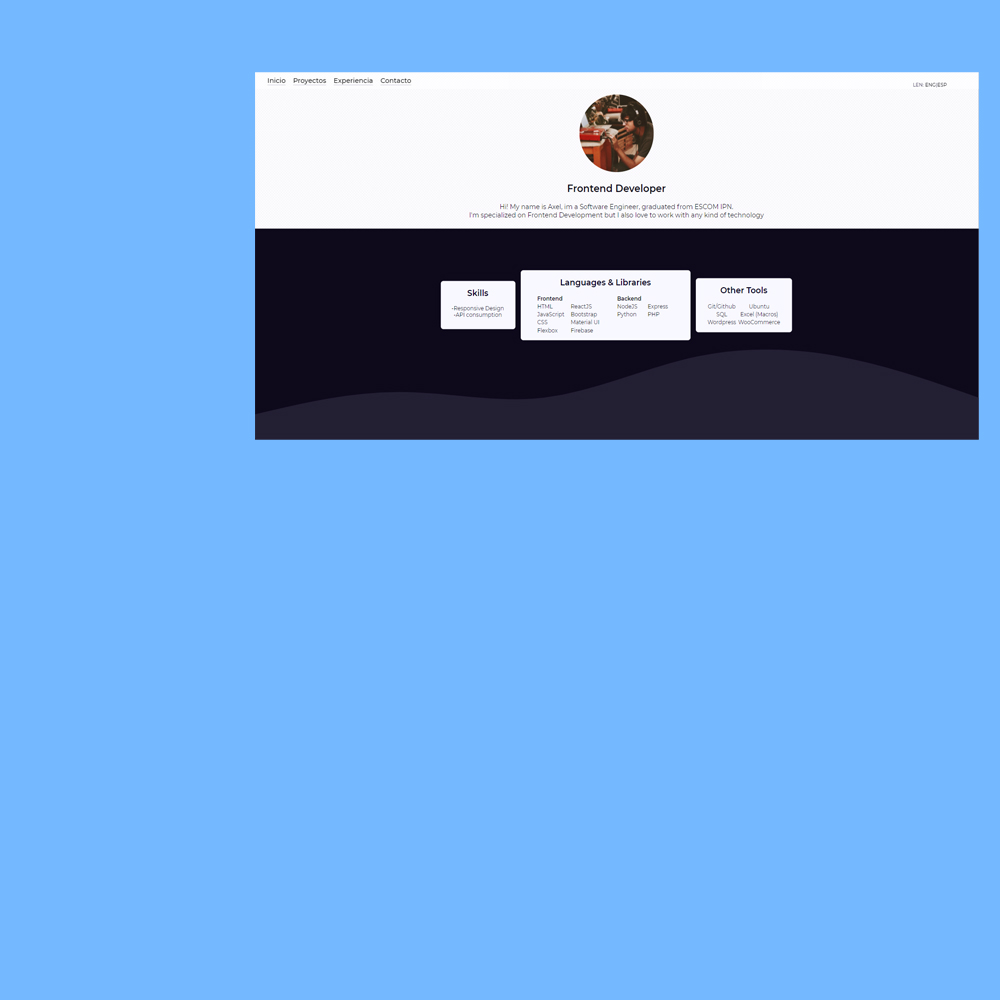 Inicio Proyectos Experiencia Contacto
LEN: ENG|ESP
Frontend Developer
Hi! My name is Axel, im a Software Engineer, graduated from ESCOM IPN.
I'm specialized on Frontend Development but I also love to work with any kind of technology
Skills
-Responsive Design
-API consumption
Languages & Libraries
Frontend
HTML ReactJS
JavaScript Bootstrap
CSS Material UI
Flexbox Firebase
Backend
NodeJS Express
Python PHP
Other Tools
Git/Github Ubuntu
SQL Excel (Macros)
Wordpress WooCommerce